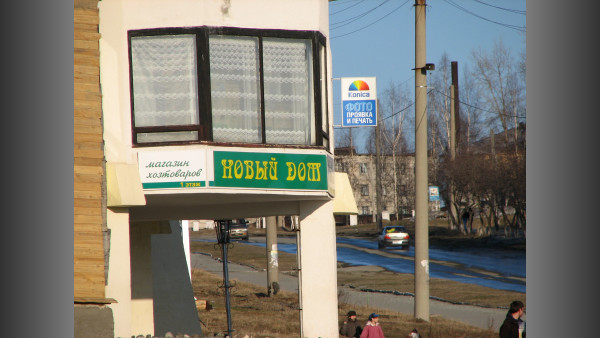 магазин
хозтоваров
1 этаж
НОВЫЙ ДОМ
Konica
ФОТО
ПРОЯВКА
И ПЕЧАТЬ